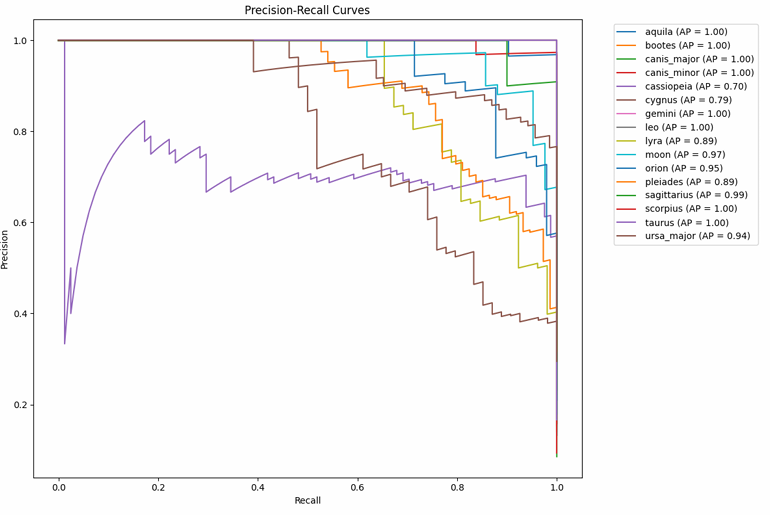 Precision-Recall Curves
1.0
0.8
0.6
0.4
0.2
Precision
0.0
0.2
0.4
0.6
0.8
1.0
Recall
aquila (AP = 1.00)
bootes (AP = 1.00)
canis_major (AP = 1.00)
canis_minor (AP = 1.00)
cassiopeia (AP = 0.70)
cygnus (AP = 0.79)
gemini (AP = 1.00)
leo (AP = 1.00)
lyra (AP = 0.89)
moon (AP = 0.97)
orion (AP = 0.95)
pleiades (AP = 0.89)
sagittarius (AP = 0.99)
scorpius (AP = 1.00)
taurus (AP = 1.00)
ursa_major (AP = 0.94)